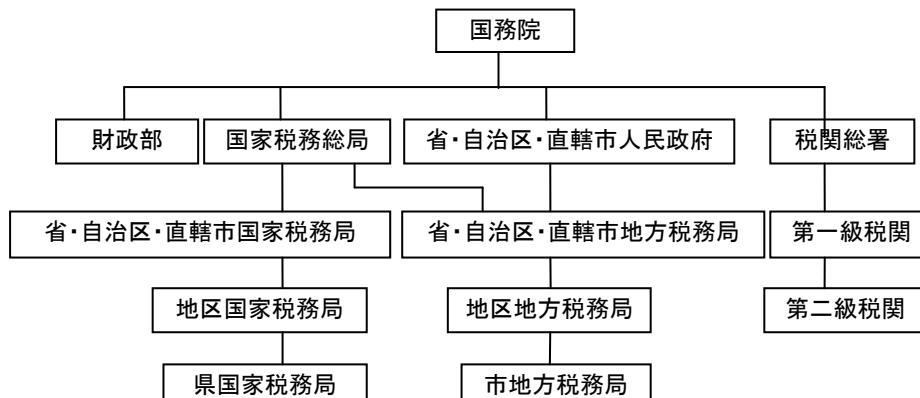 国務院
財政部
国家税務総局
省・自治区・直轄市人民政府
税関総署
省・自治区・直轄市国家税務局
省・自治区・直轄市地方税務局
第一級税関
地区国家税務局
地区地方税務局
第二級税関
県国家税務局
市地方税務局